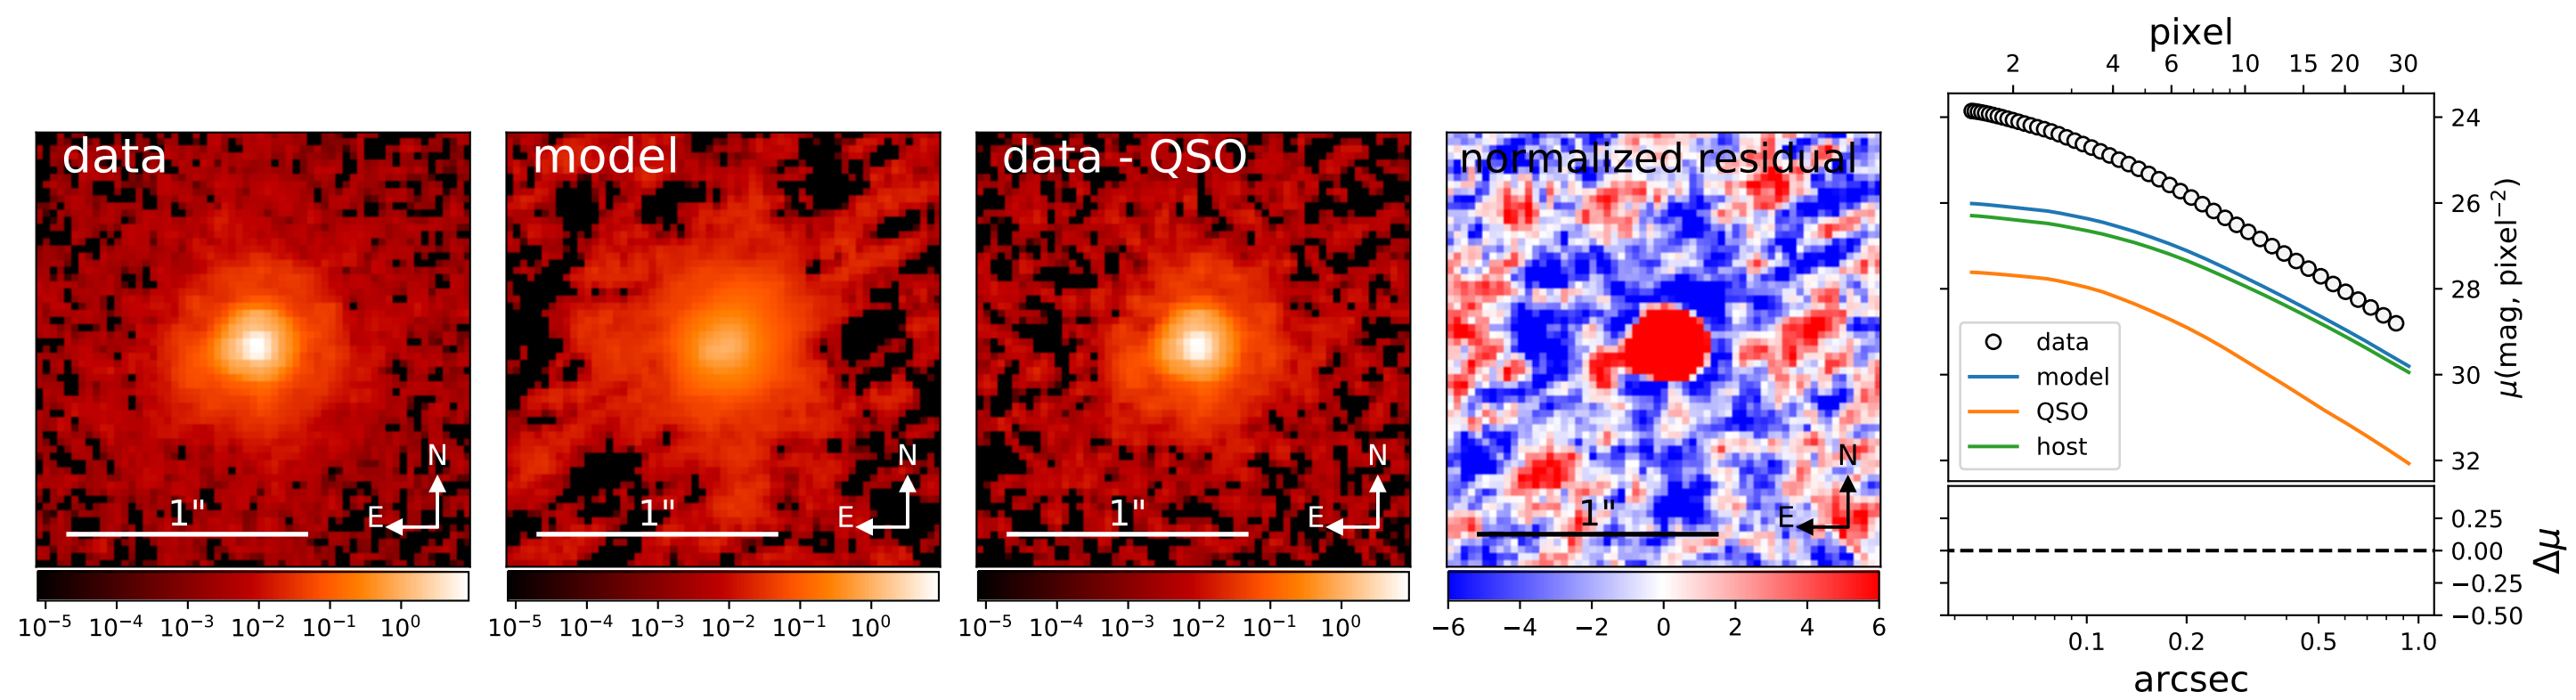 data
N
E
1"
10⁻⁵ 10⁻⁴ 10⁻³ 10⁻² 10⁻¹ 10⁰
model
N
E
1"
10⁻⁵ 10⁻⁴ 10⁻³ 10⁻² 10⁻¹ 10⁰
data - QSO
N
E
1"
10⁻⁵ 10⁻⁴ 10⁻³ 10⁻² 10⁻¹ 10⁰
normalized residual
N
E
1"
−6 −4 −2 0 2 4 6
pixel
2 4 6 10 15 20 30
24
26
28
30
32
μ(mag, pixel⁻²)
data
model
QSO
host
0.25
0.00
−0.25
−0.50
Δμ
0.1 0.2 0.5 1.0
arcsec